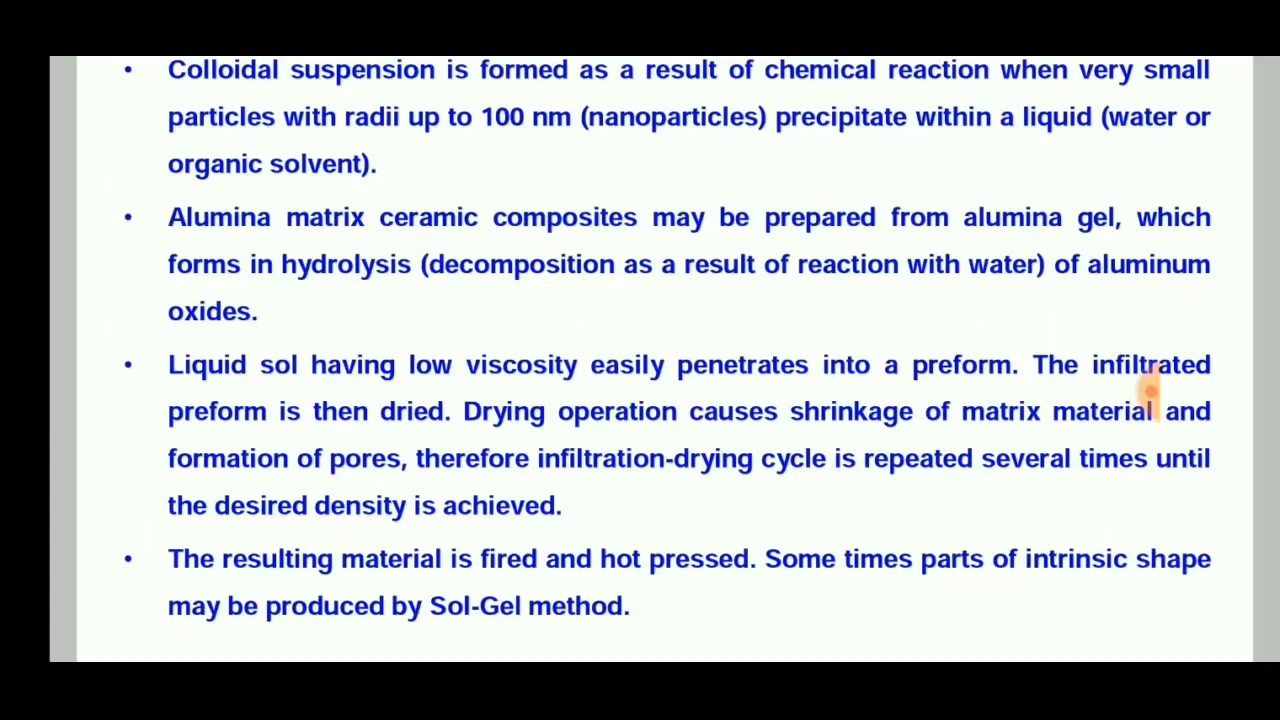 • Colloidal suspension is formed as a result of chemical reaction when very small
particles with radii up to 100 nm (nanoparticles) precipitate within a liquid (water or
organic solvent).
• Alumina matrix ceramic composites may be prepared from alumina gel, which
forms in hydrolysis (decomposition as a result of reaction with water) of aluminum
oxides.
• Liquid sol having low viscosity easily penetrates into a preform. The infiltrated
preform is then dried. Drying operation causes shrinkage of matrix material and
formation of pores, therefore infiltration-drying cycle is repeated several times until
the desired density is achieved.
• The resulting material is fired and hot pressed. Some times parts of intrinsic shape
may be produced by Sol-Gel method.